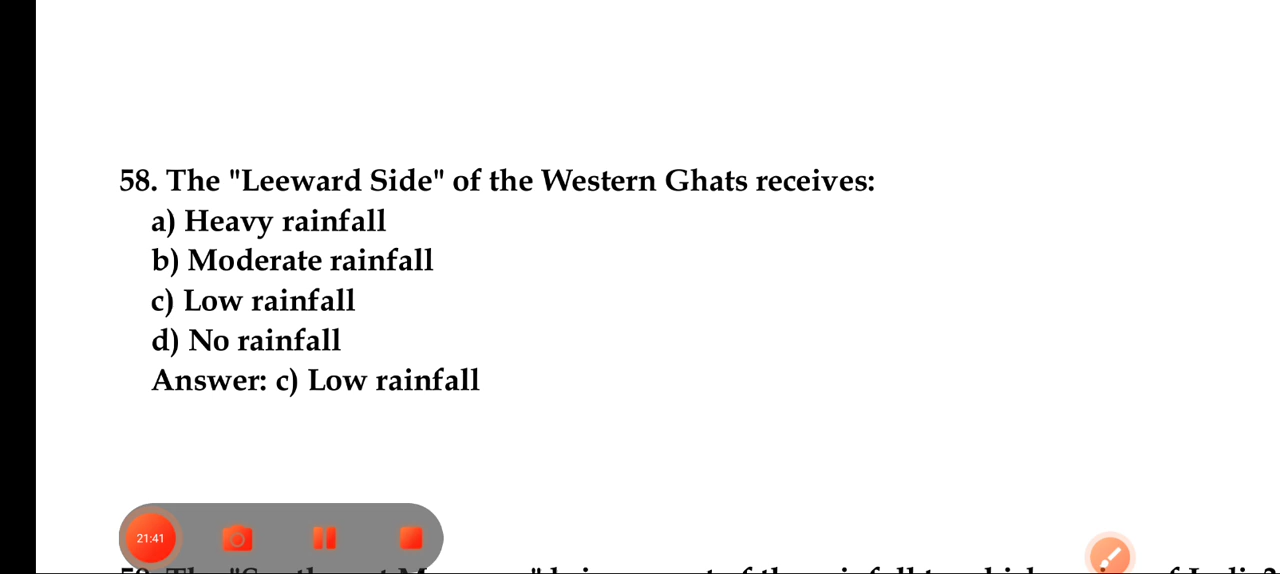 58. The "Leeward Side" of the Western Ghats receives:
a) Heavy rainfall
b) Moderate rainfall
c) Low rainfall
d) No rainfall
Answer: c) Low rainfall
21:41